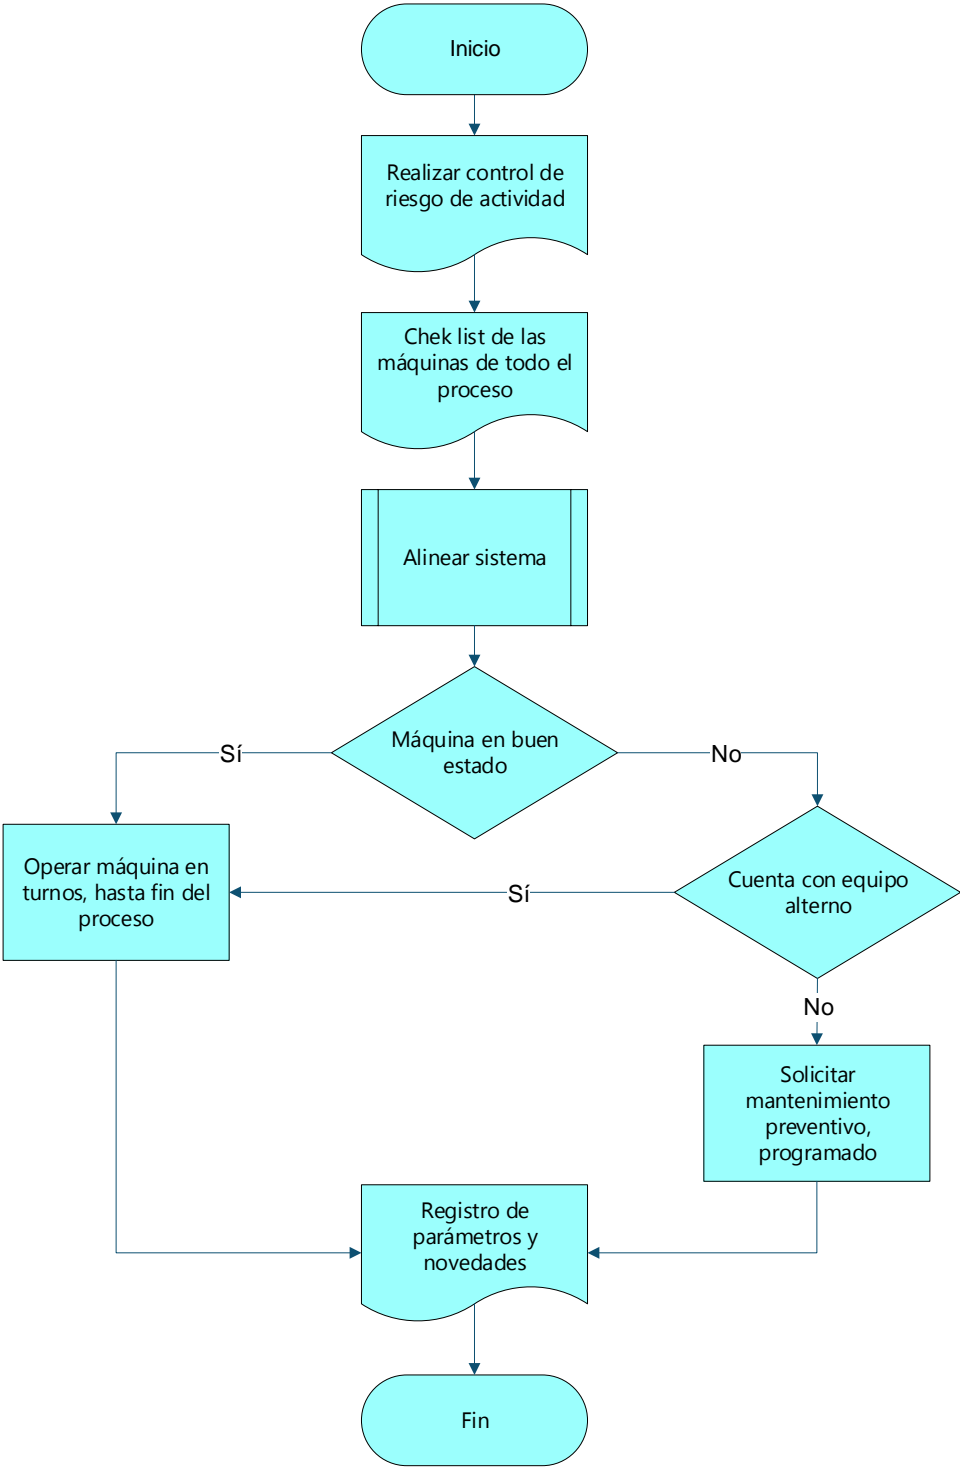 Inicio
Realizar control de
riesgo de actividad
Chek list de las
máquinas de todo el
proceso
Alinear sistema
Máquina en buen
estado
Sí
No
Operar máquina en
turnos, hasta fin del
proceso
Sí
Cuenta con equipo
alterno
No
Solicitar
mantenimiento
preventivo,
programado
Registro de
parámetros y
novedades
Fin